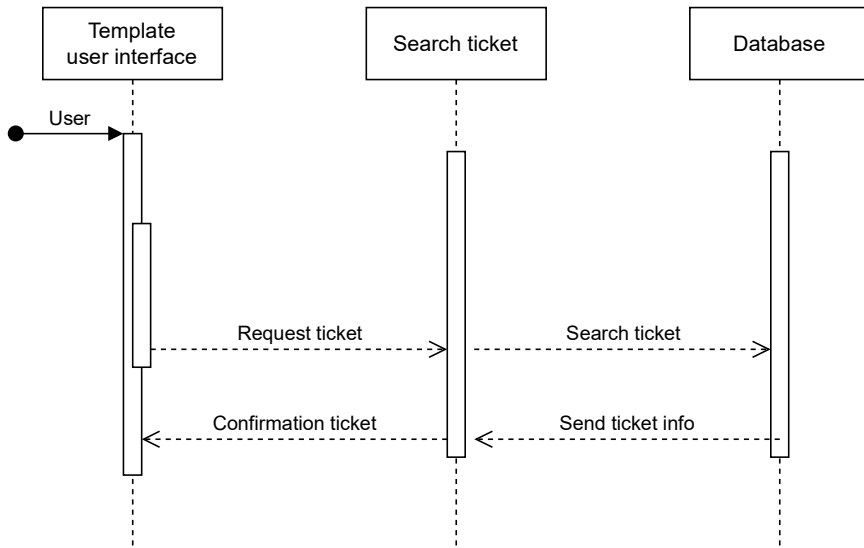 Template
user interface
Search ticket
Database
User
Request ticket
Search ticket
Confirmation ticket
Send ticket info